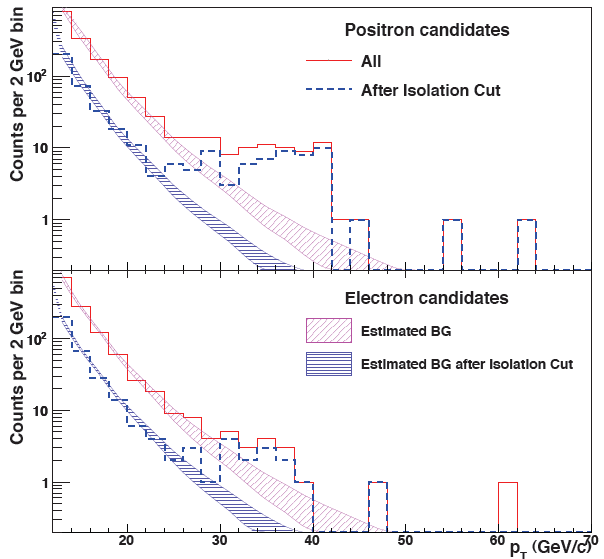 Counts per 2 GeV bin
Positron candidates
All
After Isolation Cut
10²
10
1
Counts per 2 GeV bin
Electron candidates
Estimated BG
Estimated BG after Isolation Cut
10²
10
1
20 30 40 50 60 70
pT (GeV/c)